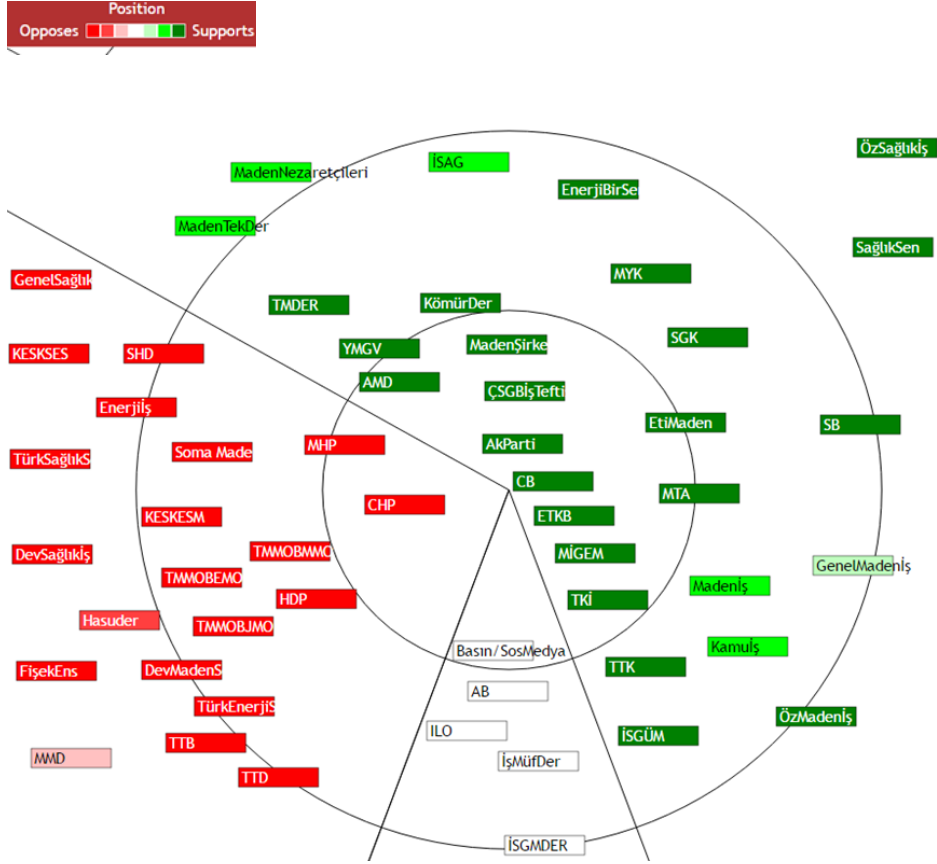 Position
Opposes Supports
ÖzSağlıkİş
İSAG
MadenNezaretçileri
EnerjiBirSe
MadenTekDer
SağlıkSen
MYK
GenelSağlık
TMDER
KömürDer
SGK
MadenŞirke
YMGV
KESKSES
SHD
AMD
ÇSGBİşTefti
Enerjiİş
EtiMaden
SB
MHP
AkParti
Soma Made
TürkSağlıkS
CB
MTA
CHP
ETKB
KESKESM
TMMOBMMO
MİGEM
DevSağlıkİş
GenelMadenİş
TMMOBEMO
Madenİş
HDP
TKİ
Hasuder
TMMOBJMO
Kamuİş
Basın/SosMedya
TTK
FişekEns
DevMadenS
AB
TürkEnerjiS
ÖzMadenİş
ILO
İSGÜM
TTB
MMD
İşMüfDer
TTD
İSGMDER